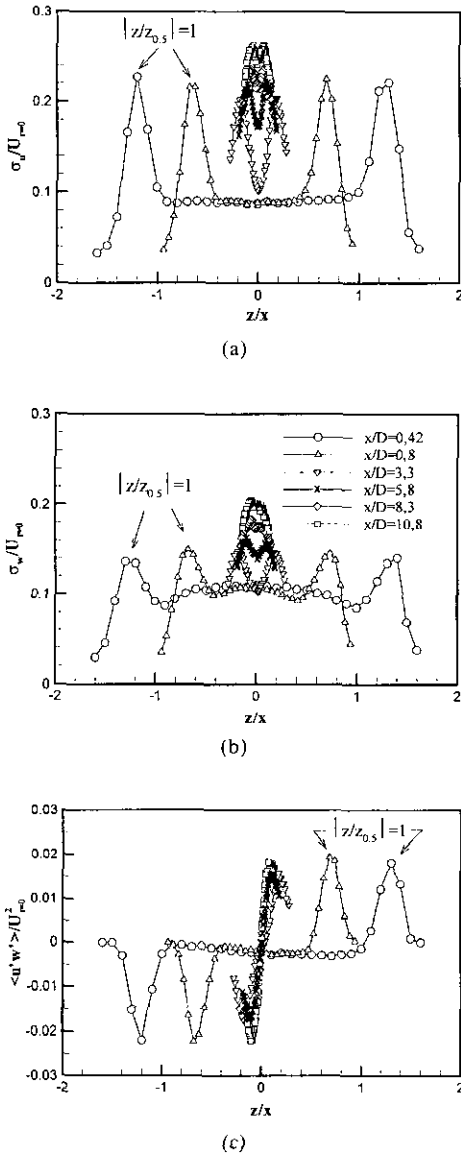 0.3
|z/z0.5|=1
0.2
σu/Ur=0
0.1
0
-2
-1
0
1
2
z/x
(a)
0.3
x/D=0,42
x/D=0,8
x/D=3,3
x/D=5,8
x/D=8,3
x/D=10,8
|z/z0.5|=1
0.2
σw/Ur=0
0.1
0
-2
-1
0
1
2
z/x
(b)
0.03
|z/z0.5|=1
0.02
0.01
0
<u'w'>/U²r=0
-0.01
-0.02
-0.03
-2
-1
0
1
2
z/x
(c)